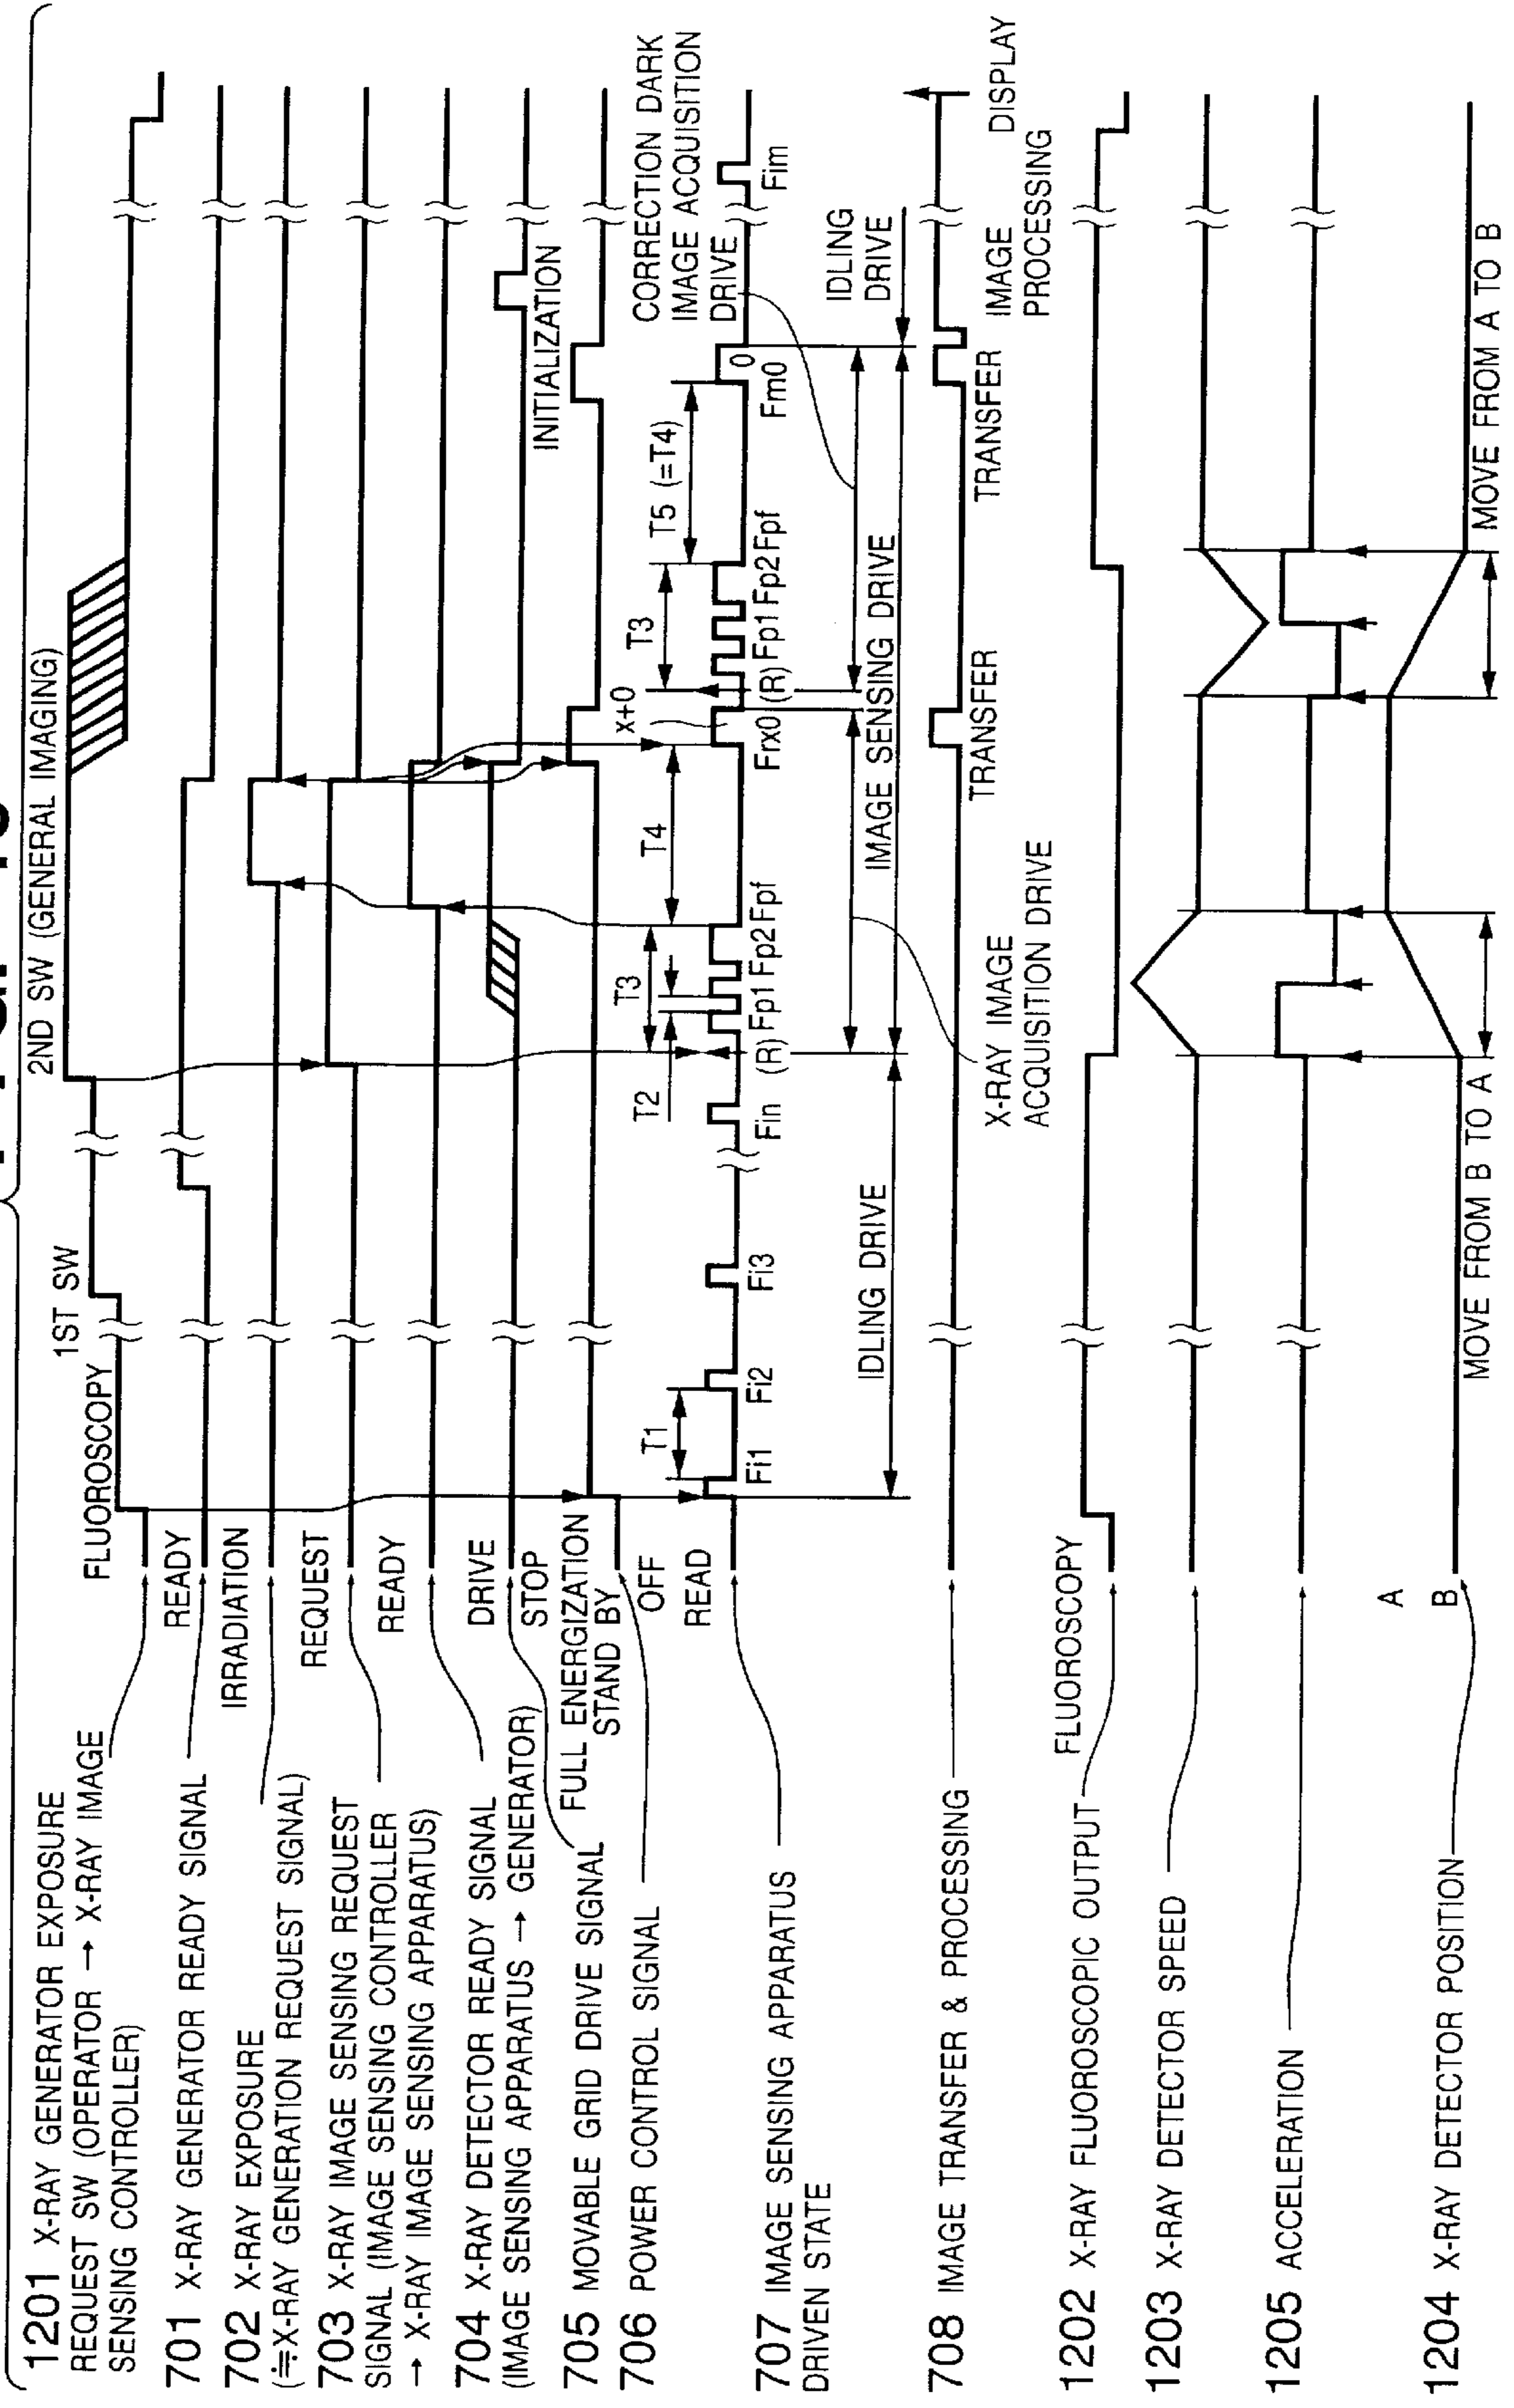 1201 X-RAY GENERATOR EXPOSURE
REQUEST SW (OPERATOR → X-RAY IMAGE
SENSING CONTROLLER)
FLUOROSCOPY
1ST SW
2ND SW (GENERAL IMAGING)
701 X-RAY GENERATOR READY SIGNAL
READY
702 X-RAY EXPOSURE
(≒X-RAY GENERATION REQUEST SIGNAL)
IRRADIATION
703 X-RAY IMAGE SENSING REQUEST
SIGNAL (IMAGE SENSING CONTROLLER
→ X-RAY IMAGE SENSING APPARATUS)
REQUEST
704 X-RAY DETECTOR READY SIGNAL
(IMAGE SENSING APPARATUS → GENERATOR)
READY
705 MOVABLE GRID DRIVE SIGNAL
DRIVE
STOP
INITIALIZATION
706 POWER CONTROL SIGNAL
FULL ENERGIZATION
STAND BY
OFF
707 IMAGE SENSING APPARATUS
DRIVEN STATE
READ
T1
T2
T3
T4
X+0
T3
T5 (=T4)
0
CORRECTION DARK
IMAGE ACQUISITION
DRIVE
Fi1
Fi2
Fi3
Fin
(R)
Fp1
Fp2
Fpf
Frx0
(R)
Fp1
Fp2
Fpf
Fm0
Fim
IDLING DRIVE
IMAGE SENSING DRIVE
IDLING
DRIVE
708 IMAGE TRANSFER & PROCESSING
X-RAY IMAGE
ACQUISITION DRIVE
TRANSFER
TRANSFER
IMAGE
PROCESSING
DISPLAY
1202 X-RAY FLUOROSCOPIC OUTPUT
FLUOROSCOPY
1203 X-RAY DETECTOR SPEED
1205 ACCELERATION
1204 X-RAY DETECTOR POSITION
A
B
MOVE FROM B TO A
MOVE FROM A TO B